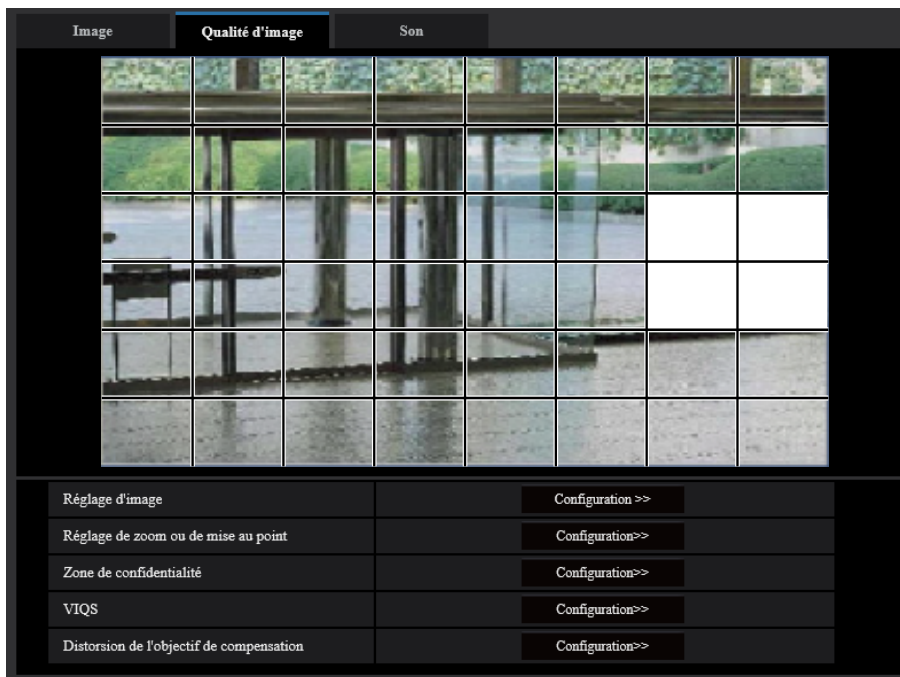 Image Qualité d'image Son
Réglage d'image Configuration >>
Réglage de zoom ou de mise au point Configuration>>
Zone de confidentialité Configuration>>
VIQS Configuration>>
Distorsion de l'objectif de compensation Configuration>>